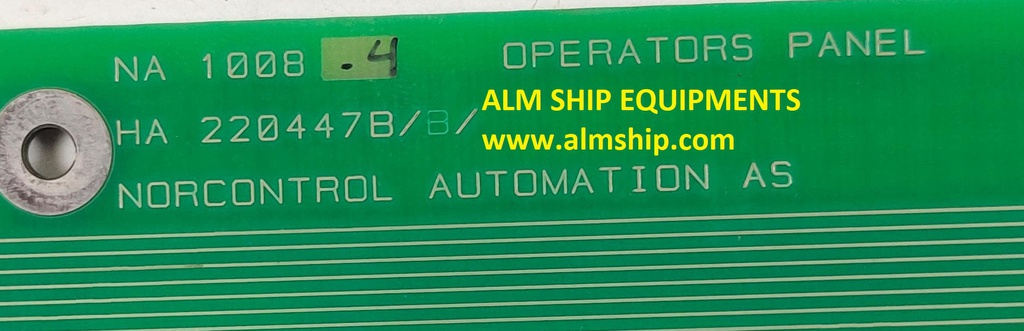 NA 1008 .4 OPERATORS PANEL
ALM SHIP EQUIPMENTS
HA 220447B/B/
www.almship.com
NORCONTROL AUTOMATION AS